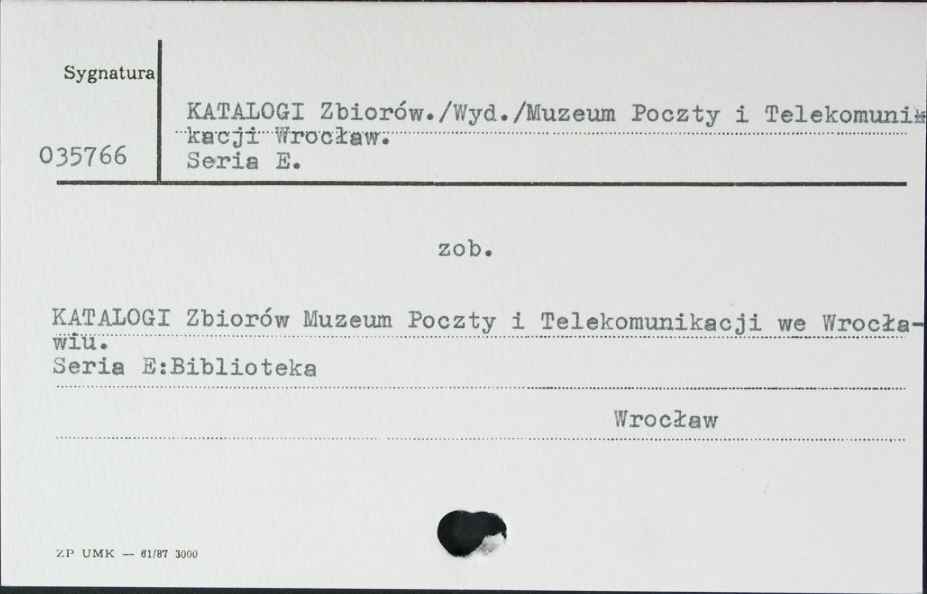 Sygnatura
KATALOGI Zbiorów./Wyd./Muzeum Poczty i Telekomuni-
kacji Wrocław.
035766
Seria E.
zob.
KATALOGI Zbiorów Muzeum Poczty i Telekomunikacji we Wrocła-
wiu.
Seria E:Biblioteka
Wrocław
ZP UMK — 61/87 3000